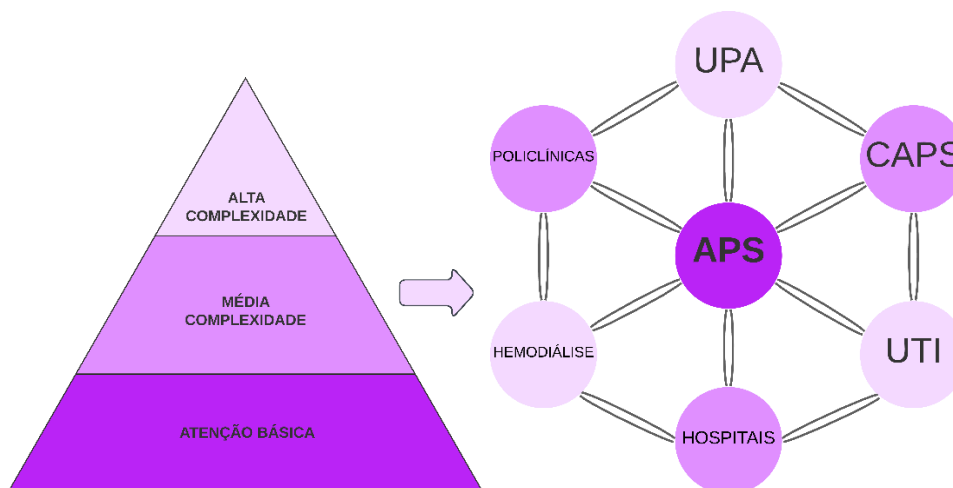 ALTA
COMPLEXIDADE
MÉDIA
COMPLEXIDADE
ATENÇÃO BÁSICA
UPA
POLICLÍNICAS
CAPS
APS
HEMODIÁLISE
UTI
HOSPITAIS